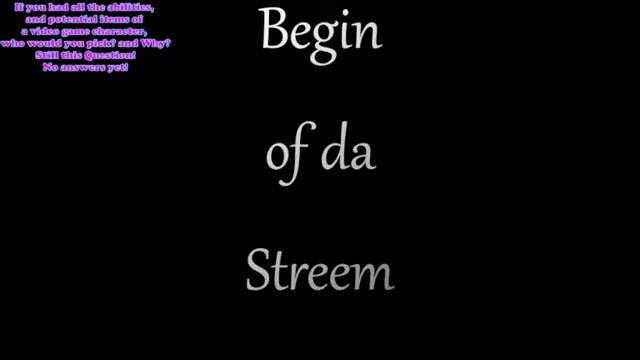 If you had all the abilities,
and potential items of
a video game character,
who would you pick? and Why?
Still this Question!
No answers yet!
Begin
of da
Streem